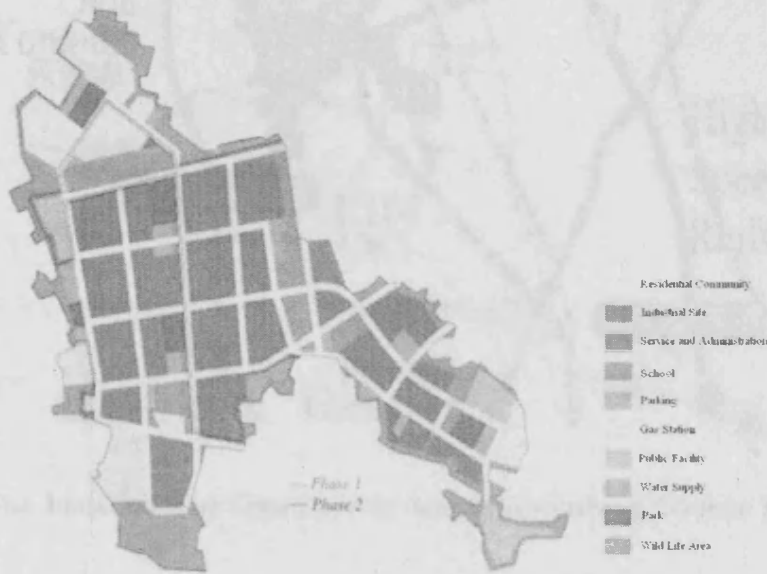 Residential Community
Industrial Site
Service and Administration
School
Parking
Gas Station
Public Facility
Water Supply
Park
Wild Life Area
Phase 1
Phase 2